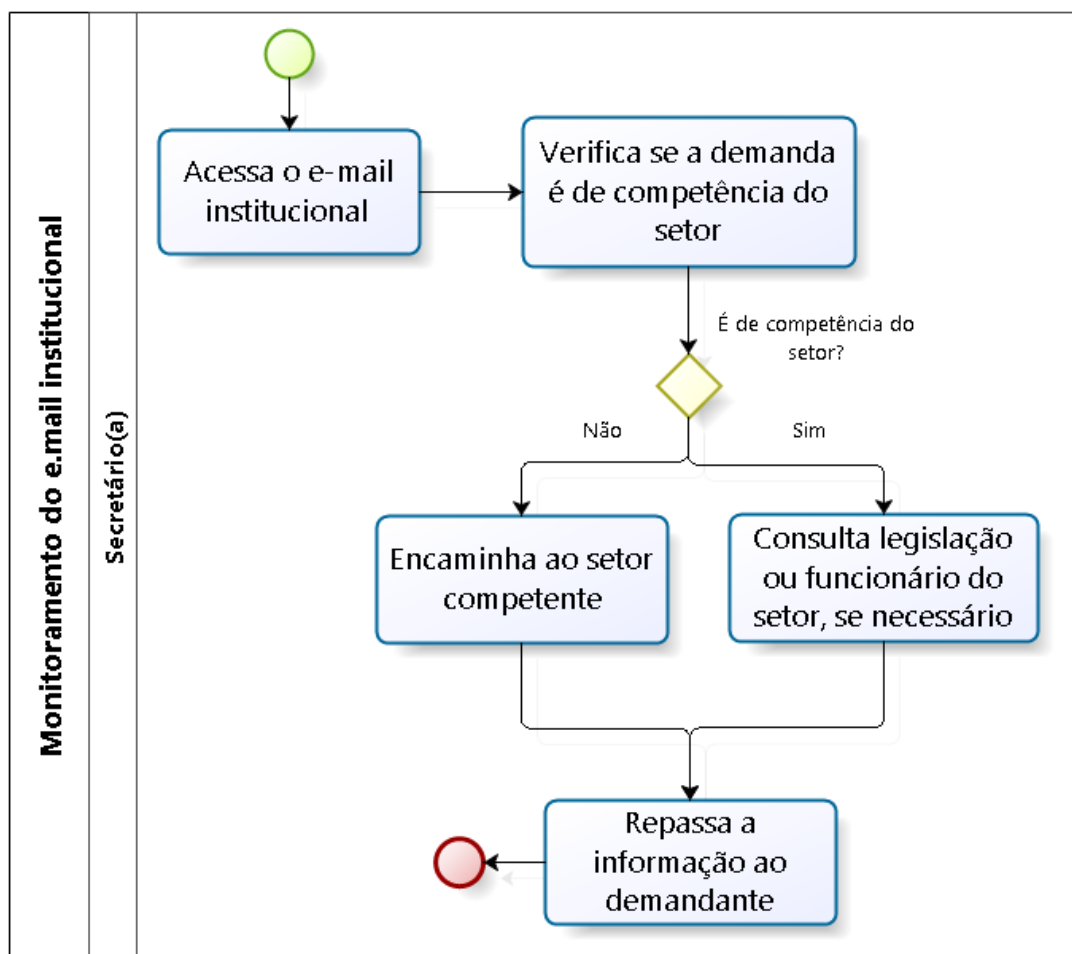 Monitoramento do e.mail institucional
Secretário(a)
Acessa o e-mail
institucional
Verifica se a demanda
é de competência do
setor
É de competência do
setor?
Não
Sim
Encaminha ao setor
competente
Consulta legislação
ou funcionário do
setor, se necessário
Repassa a
informação ao
demandante